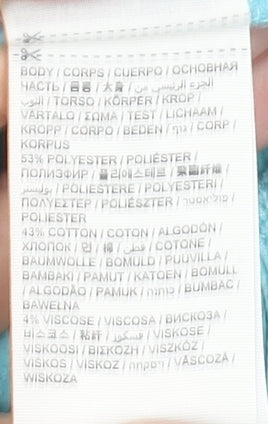 BODY / CORPS / CUERPO / ОСНОВНАЯ
ЧАСТЬ / 몸통 / 大身 / الجزء الرئيسي من
الثوب / TORSO / KÖRPER / KROP /
VARTALO / ΣΩΜΑ / TEST / LICHAAM /
KROPP / CORPO / BEDEN / גוף / CORP /
KORPUS
53% POLYESTER / POLIÉSTER /
ПОЛИЭФИР / 폴리에스테르 / 聚酯纖維 /
بوليستر / POLIESTERE / POLYESTERI /
ΠΟΛΥΕΣΤΕΡ / POLIÉSZTER / פוליאסטר /
POLIESTER
43% COTTON / COTON / ALGODÓN /
ХЛОПОК / 면 / 棉 / قطن / COTONE /
BAUMWOLLE / BOMULD / PUUVILLA /
ΒΑΜΒΑΚΙ / PAMUT / KATOEN / BOMULL
/ ALGODÃO / PAMUK / כותנה / BUMBAC /
BAWEŁNA
4% VISCOSE / VISCOSA / ВИСКОЗА /
비스코스 / 粘纤 / فسكوز / VISKOSE /
VISKOOSI / ΒΙΣΚΟΖΗ / VISZKÓZ /
VISKOS / VISKOZ / ויסקוזה / VÂSCOZĂ /
WISKOZA